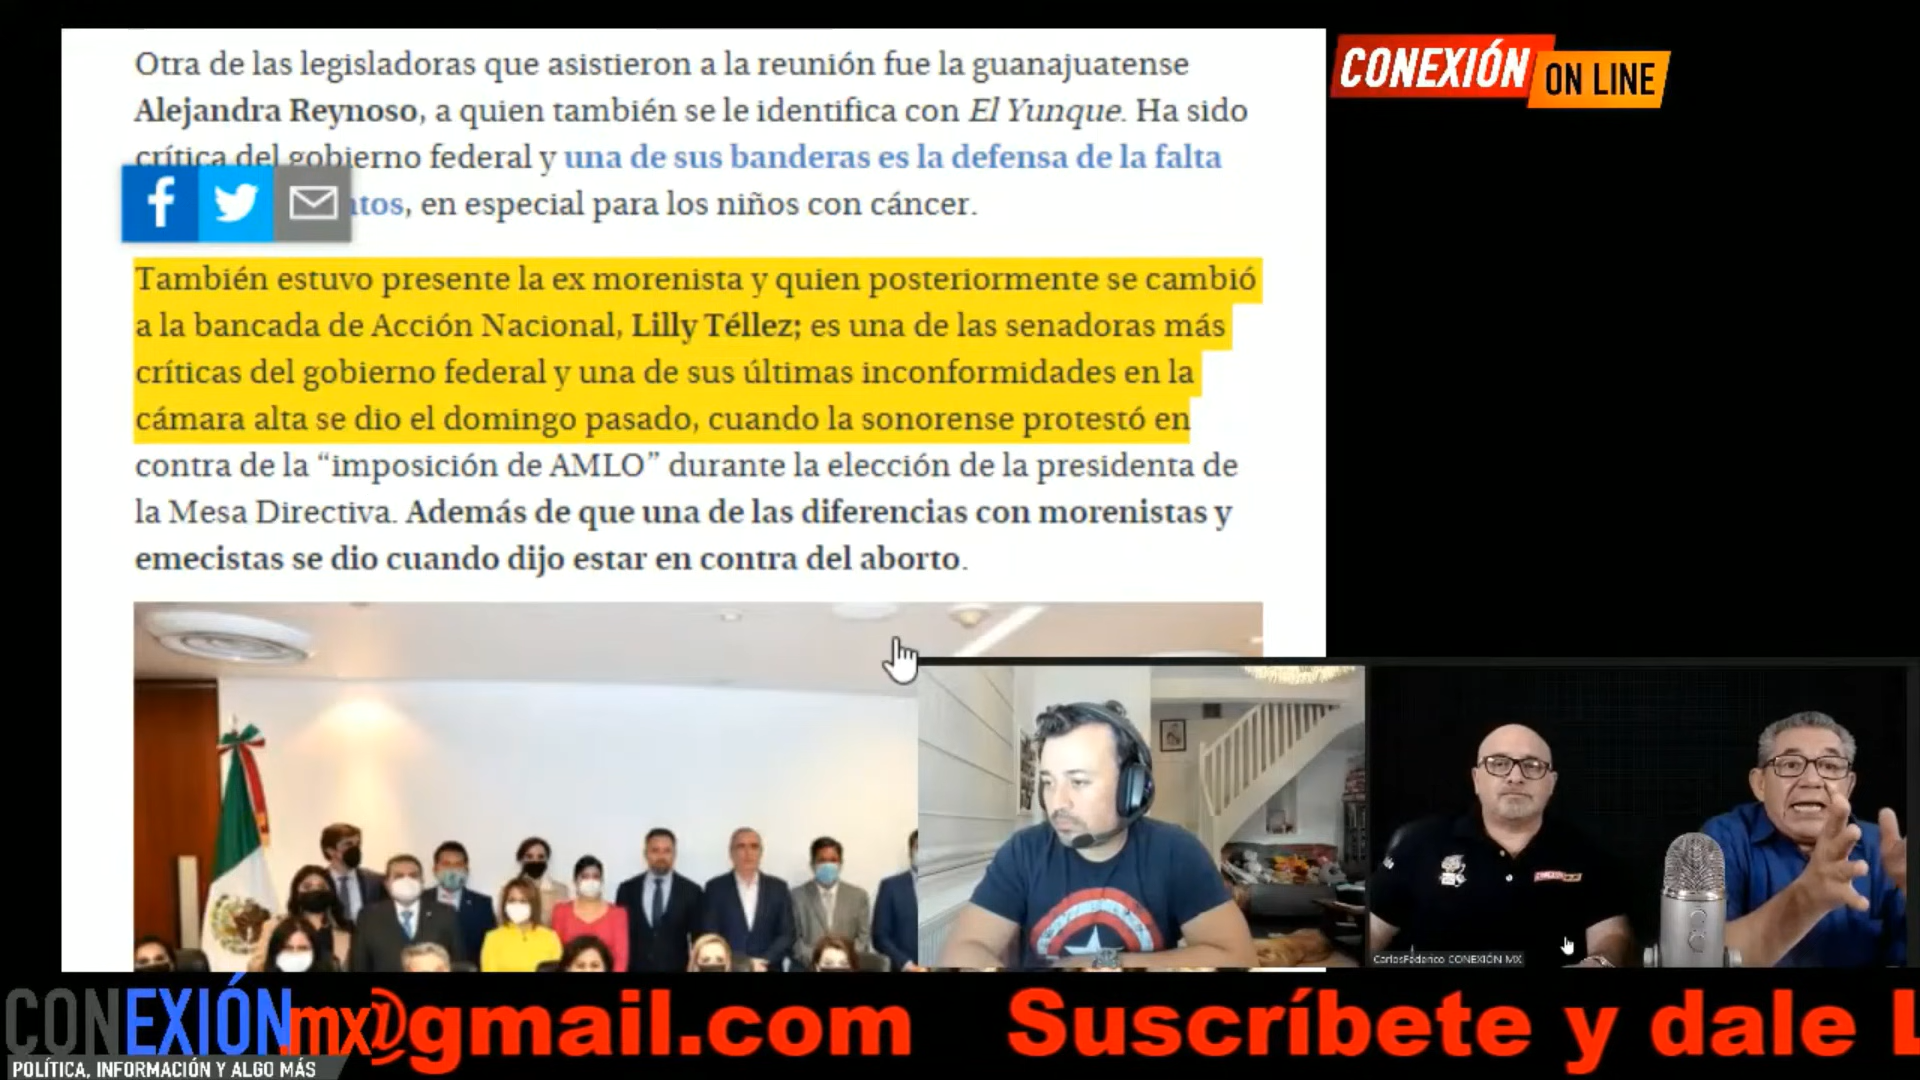 Otra de las legisladoras que asistieron a la reunión fue la guanajuatense
Alejandra Reynoso, a quien también se le identifica con El Yunque. Ha sido
crítica del gobierno federal y una de sus banderas es la defensa de la falta
tos, en especial para los niños con cáncer.
También estuvo presente la ex morenista y quien posteriormente se cambió
a la bancada de Acción Nacional, Lilly Téllez; es una de las senadoras más
críticas del gobierno federal y una de sus últimas inconformidades en la
cámara alta se dio el domingo pasado, cuando la sonorense protestó en
contra de la “imposición de AMLO” durante la elección de la presidenta de
la Mesa Directiva. Además de que una de las diferencias con morenistas y
emecistas se dio cuando dijo estar en contra del aborto.
CONEXIÓN
ON LINE
CarlosFederico CONEXIÓN MX
CONEXIÓN.mx@gmail.com Suscríbete y dale L
POLÍTICA, INFORMACIÓN Y ALGO MÁS